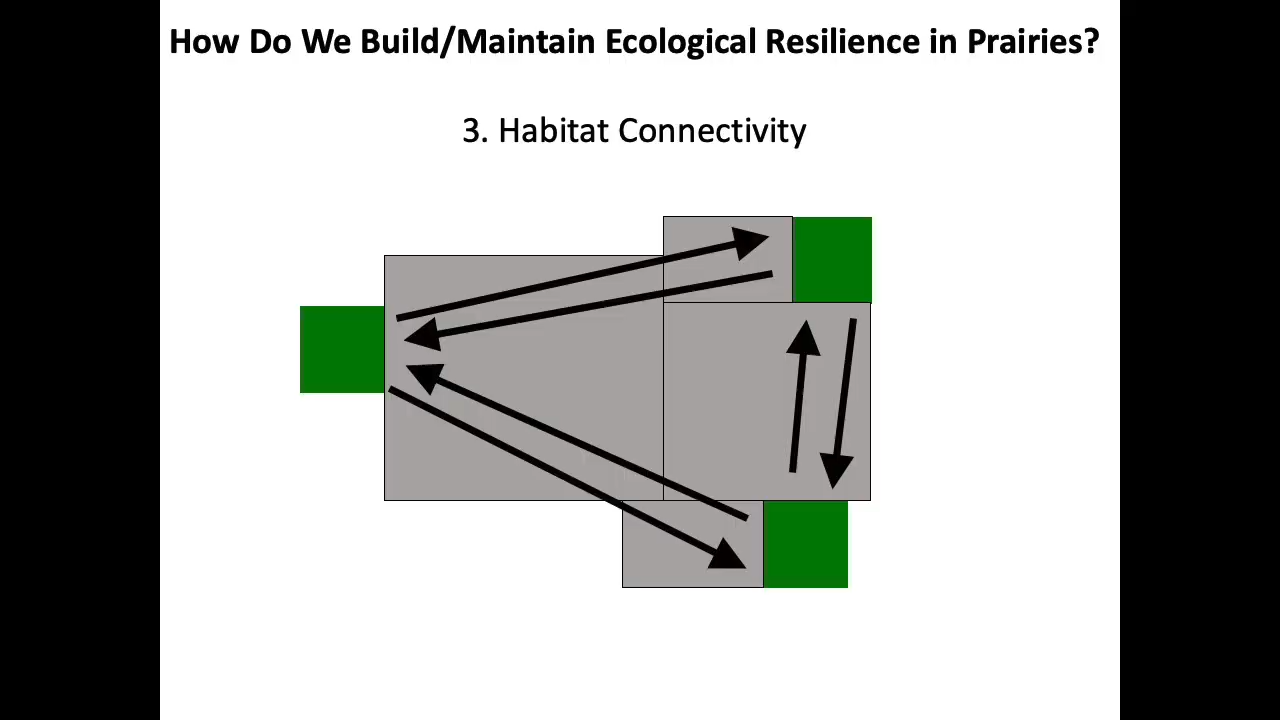 How Do We Build/Maintain Ecological Resilience in Prairies?
3. Habitat Connectivity